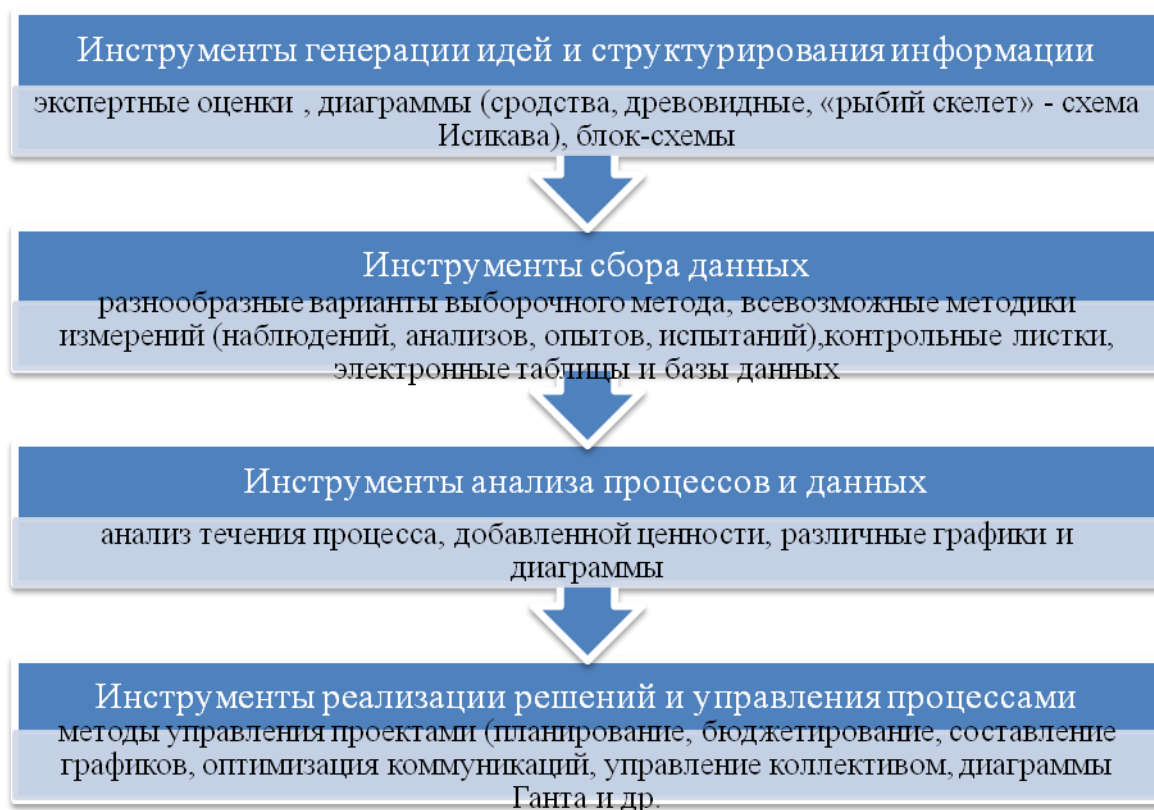 Инструменты генерации идей и структурирования информации
экспертные оценки , диаграммы (сродства, древовидные, «рыбий скелет» - схема
Исикава), блок-схемы
Инструменты сбора данных
разнообразные варианты выборочного метода, всевозможные методики
измерений (наблюдений, анализов, опытов, испытаний),контрольные листки,
электронные таблицы и базы данных
Инструменты анализа процессов и данных
анализ течения процесса, добавленной ценности, различные графики и
диаграммы
Инструменты реализации решений и управления процессами
методы управления проектами (планирование, бюджетирование, составление
графиков, оптимизация коммуникаций, управление коллективом, диаграммы
Ганта и др.